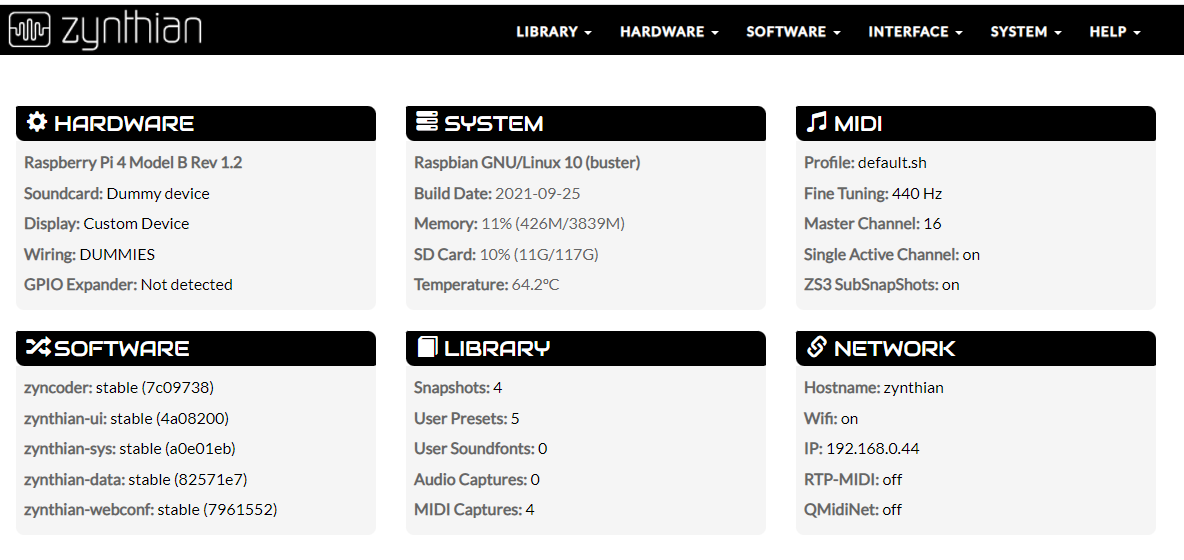 zynthian
LIBRARY HARDWARE SOFTWARE INTERFACE SYSTEM HELP
HARDWARE
Raspberry Pi 4 Model B Rev 1.2
Soundcard: Dummy device
Display: Custom Device
Wiring: DUMMIES
GPIO Expander: Not detected
SYSTEM
Raspbian GNU/Linux 10 (buster)
Build Date: 2021-09-25
Memory: 11% (426M/3839M)
SD Card: 10% (11G/117G)
Temperature: 64.2ºC
MIDI
Profile: default.sh
Fine Tuning: 440 Hz
Master Channel: 16
Single Active Channel: on
ZS3 SubSnapShots: on
SOFTWARE
zyncoder: stable (7c09738)
zynthian-ui: stable (4a08200)
zynthian-sys: stable (a0e01eb)
zynthian-data: stable (82571e7)
zynthian-webconf: stable (7961552)
LIBRARY
Snapshots: 4
User Presets: 5
User Soundfonts: 0
Audio Captures: 0
MIDI Captures: 4
NETWORK
Hostname: zynthian
Wifi: on
IP: 192.168.0.44
RTP-MIDI: off
QMidiNet: off